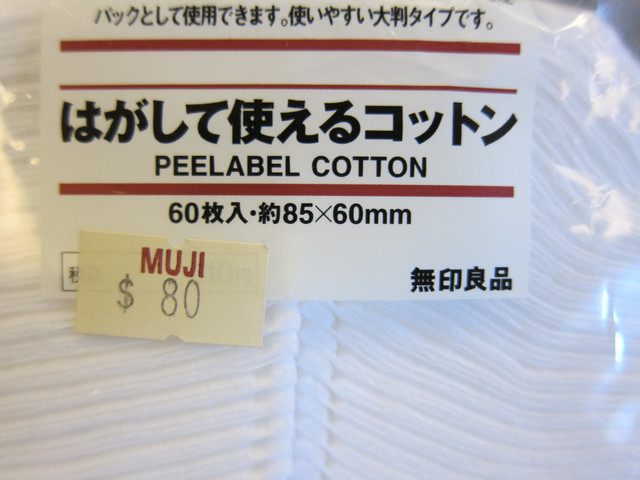 パックとして使用できます。使いやすい大判タイプです。
はがして使えるコットン
PEELABEL COTTON
60枚入・約85×60mm
MUJI
$ 80
無印良品